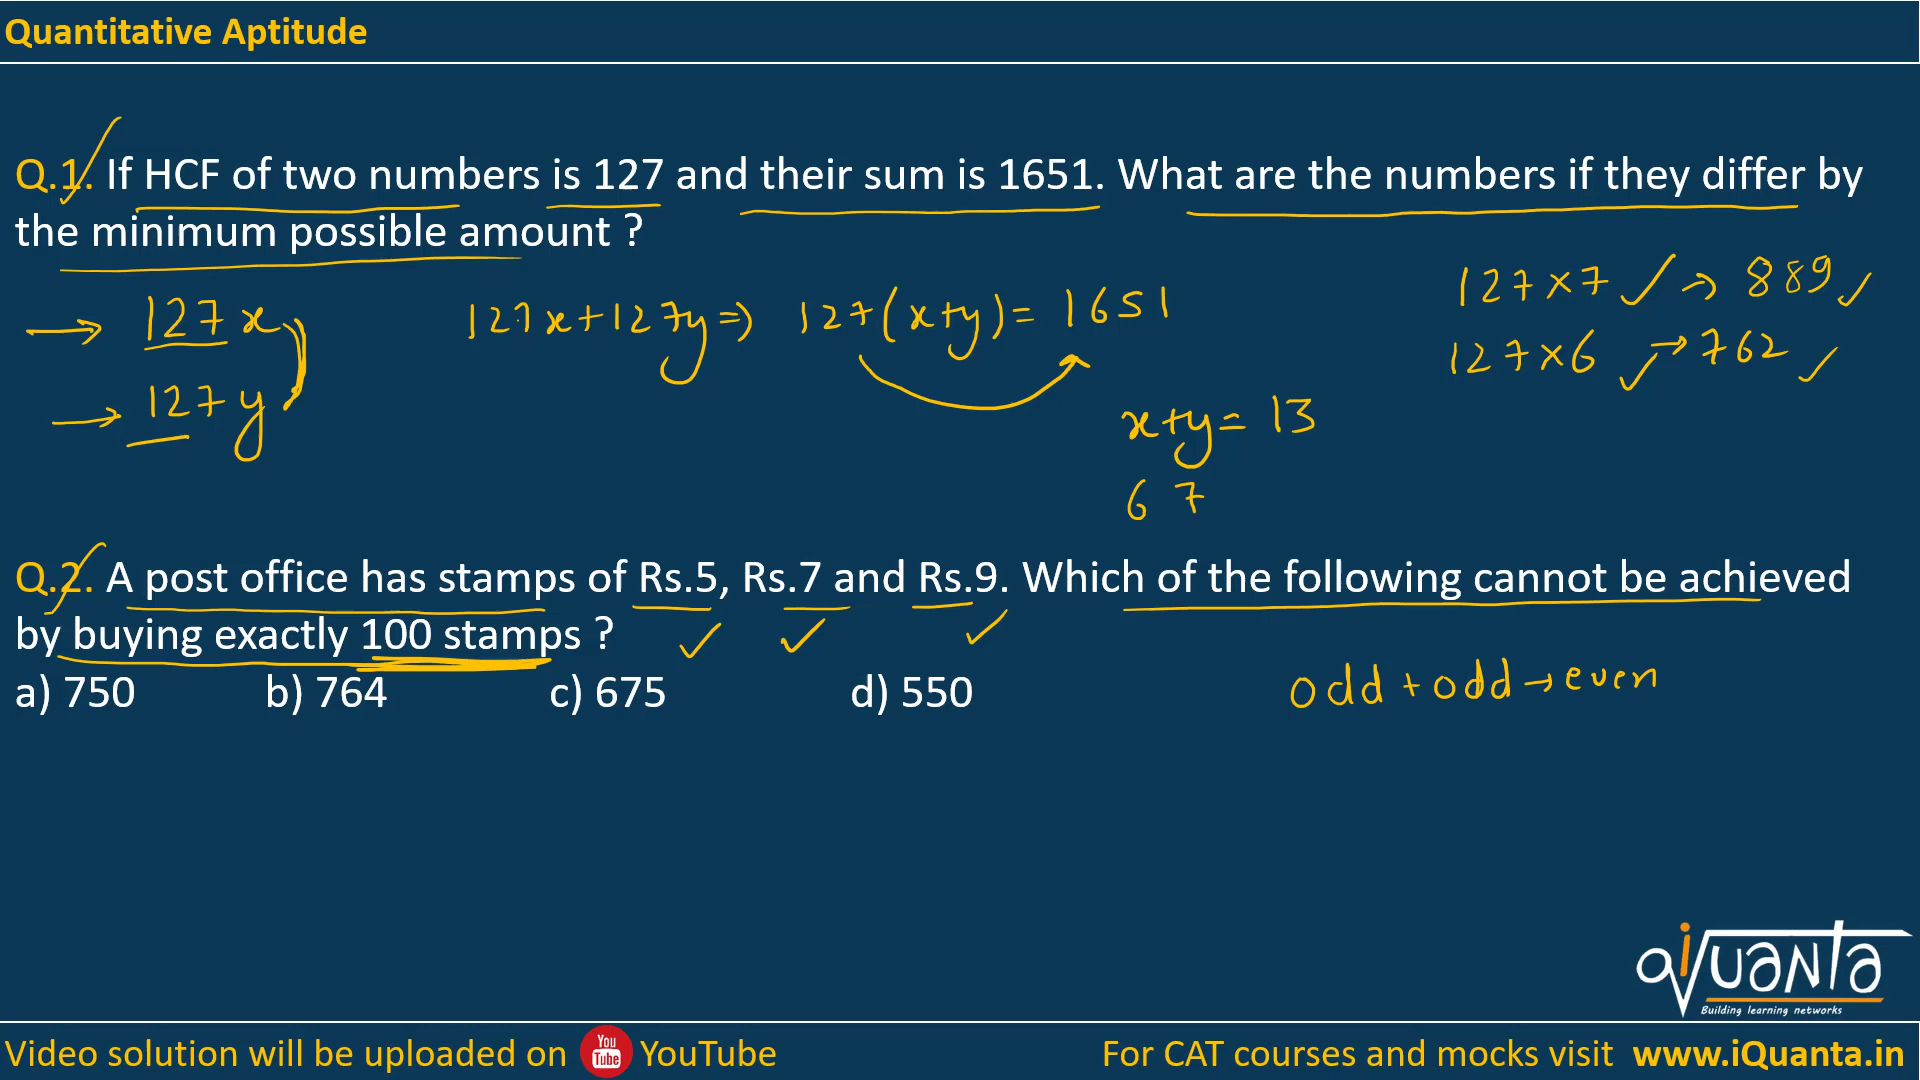 Quantitative Aptitude
Q.1. If HCF of two numbers is 127 and their sum is 1651. What are the numbers if they differ by
the minimum possible amount ?
127x
127y
127x+127y ⇒ 127(x+y) = 1651
x+y = 13
6 7
127×7 ✓ → 889 ✓
127×6 ✓ → 762 ✓
Q.2. A post office has stamps of Rs.5, Rs.7 and Rs.9. Which of the following cannot be achieved
by buying exactly 100 stamps ?
a) 750 b) 764 c) 675 d) 550
odd + odd → even
iQuanta
Building learning networks
Video solution will be uploaded on You Tube YouTube
For CAT courses and mocks visit www.iQuanta.in